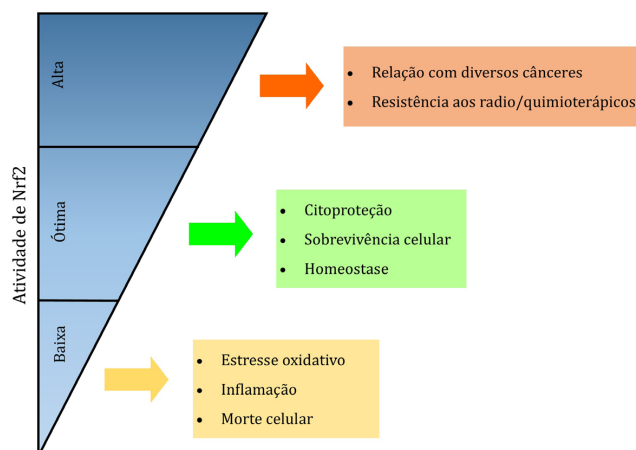 Atividade de Nrf2
Alta
• Relação com diversos cânceres
• Resistência aos radio/quimioterápicos
Ótima
• Citoproteção
• Sobrevivência celular
• Homeostase
Baixa
• Estresse oxidativo
• Inflamação
• Morte celular